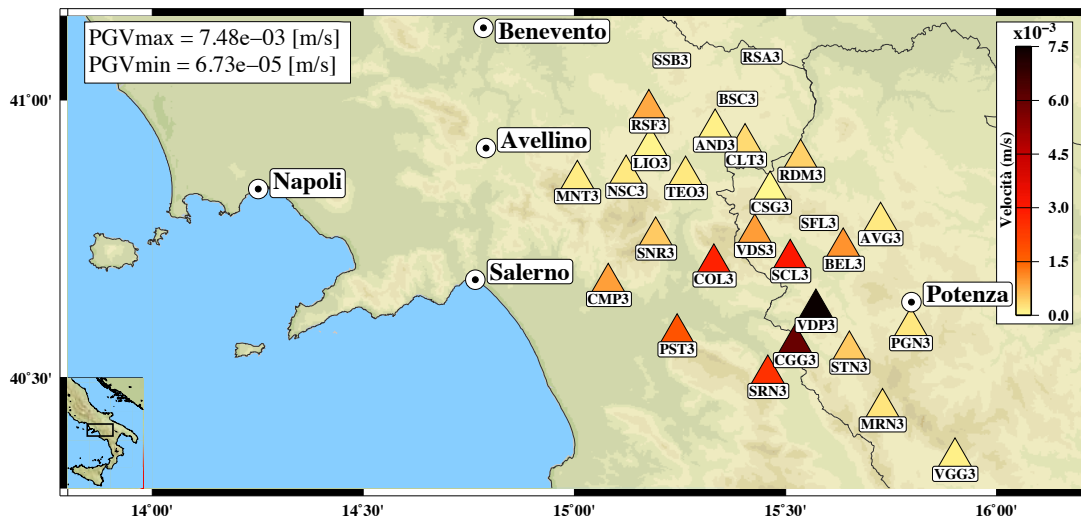 PGVmax = 7.48e−03 [m/s]
PGVmin = 6.73e−05 [m/s]
Benevento
SSB3
RSA3
x10⁻³
7.5
6.0
4.5
3.0
1.5
0.0
Velocità (m/s)
41˚00'
BSC3
RSF3
Avellino
AND3
CLT3
LIO3
RDM3
Napoli
MNT3
NSC3
TEO3
CSG3
SFL3
AVG3
SNR3
VDS3
BEL3
Salerno
COL3
SCL3
CMP3
Potenza
VDP3
PST3
CGG3
STN3
PGN3
40˚30'
SRN3
MRN3
VGG3
14˚00'
14˚30'
15˚00'
15˚30'
16˚00'